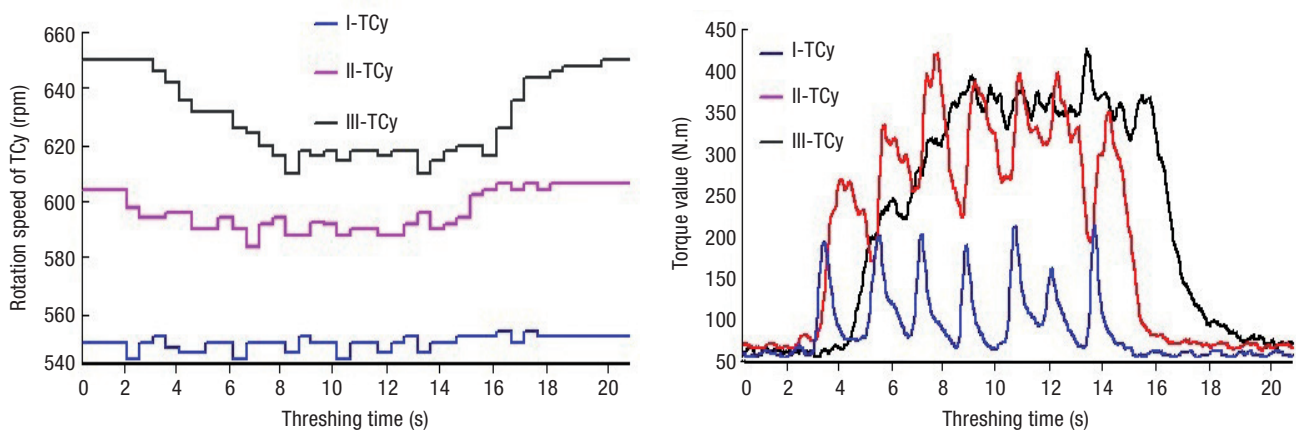 Rotation speed of TCy (rpm)
660
640
620
600
580
560
540
0 2 4 6 8 10 12 14 16 18 20
Threshing time (s)
I-TCy
II-TCy
III-TCy
Torque value (N.m)
450
400
350
300
250
200
150
100
50
0 2 4 6 8 10 12 14 16 18 20
Threshing time (s)
I-TCy
II-TCy
III-TCy